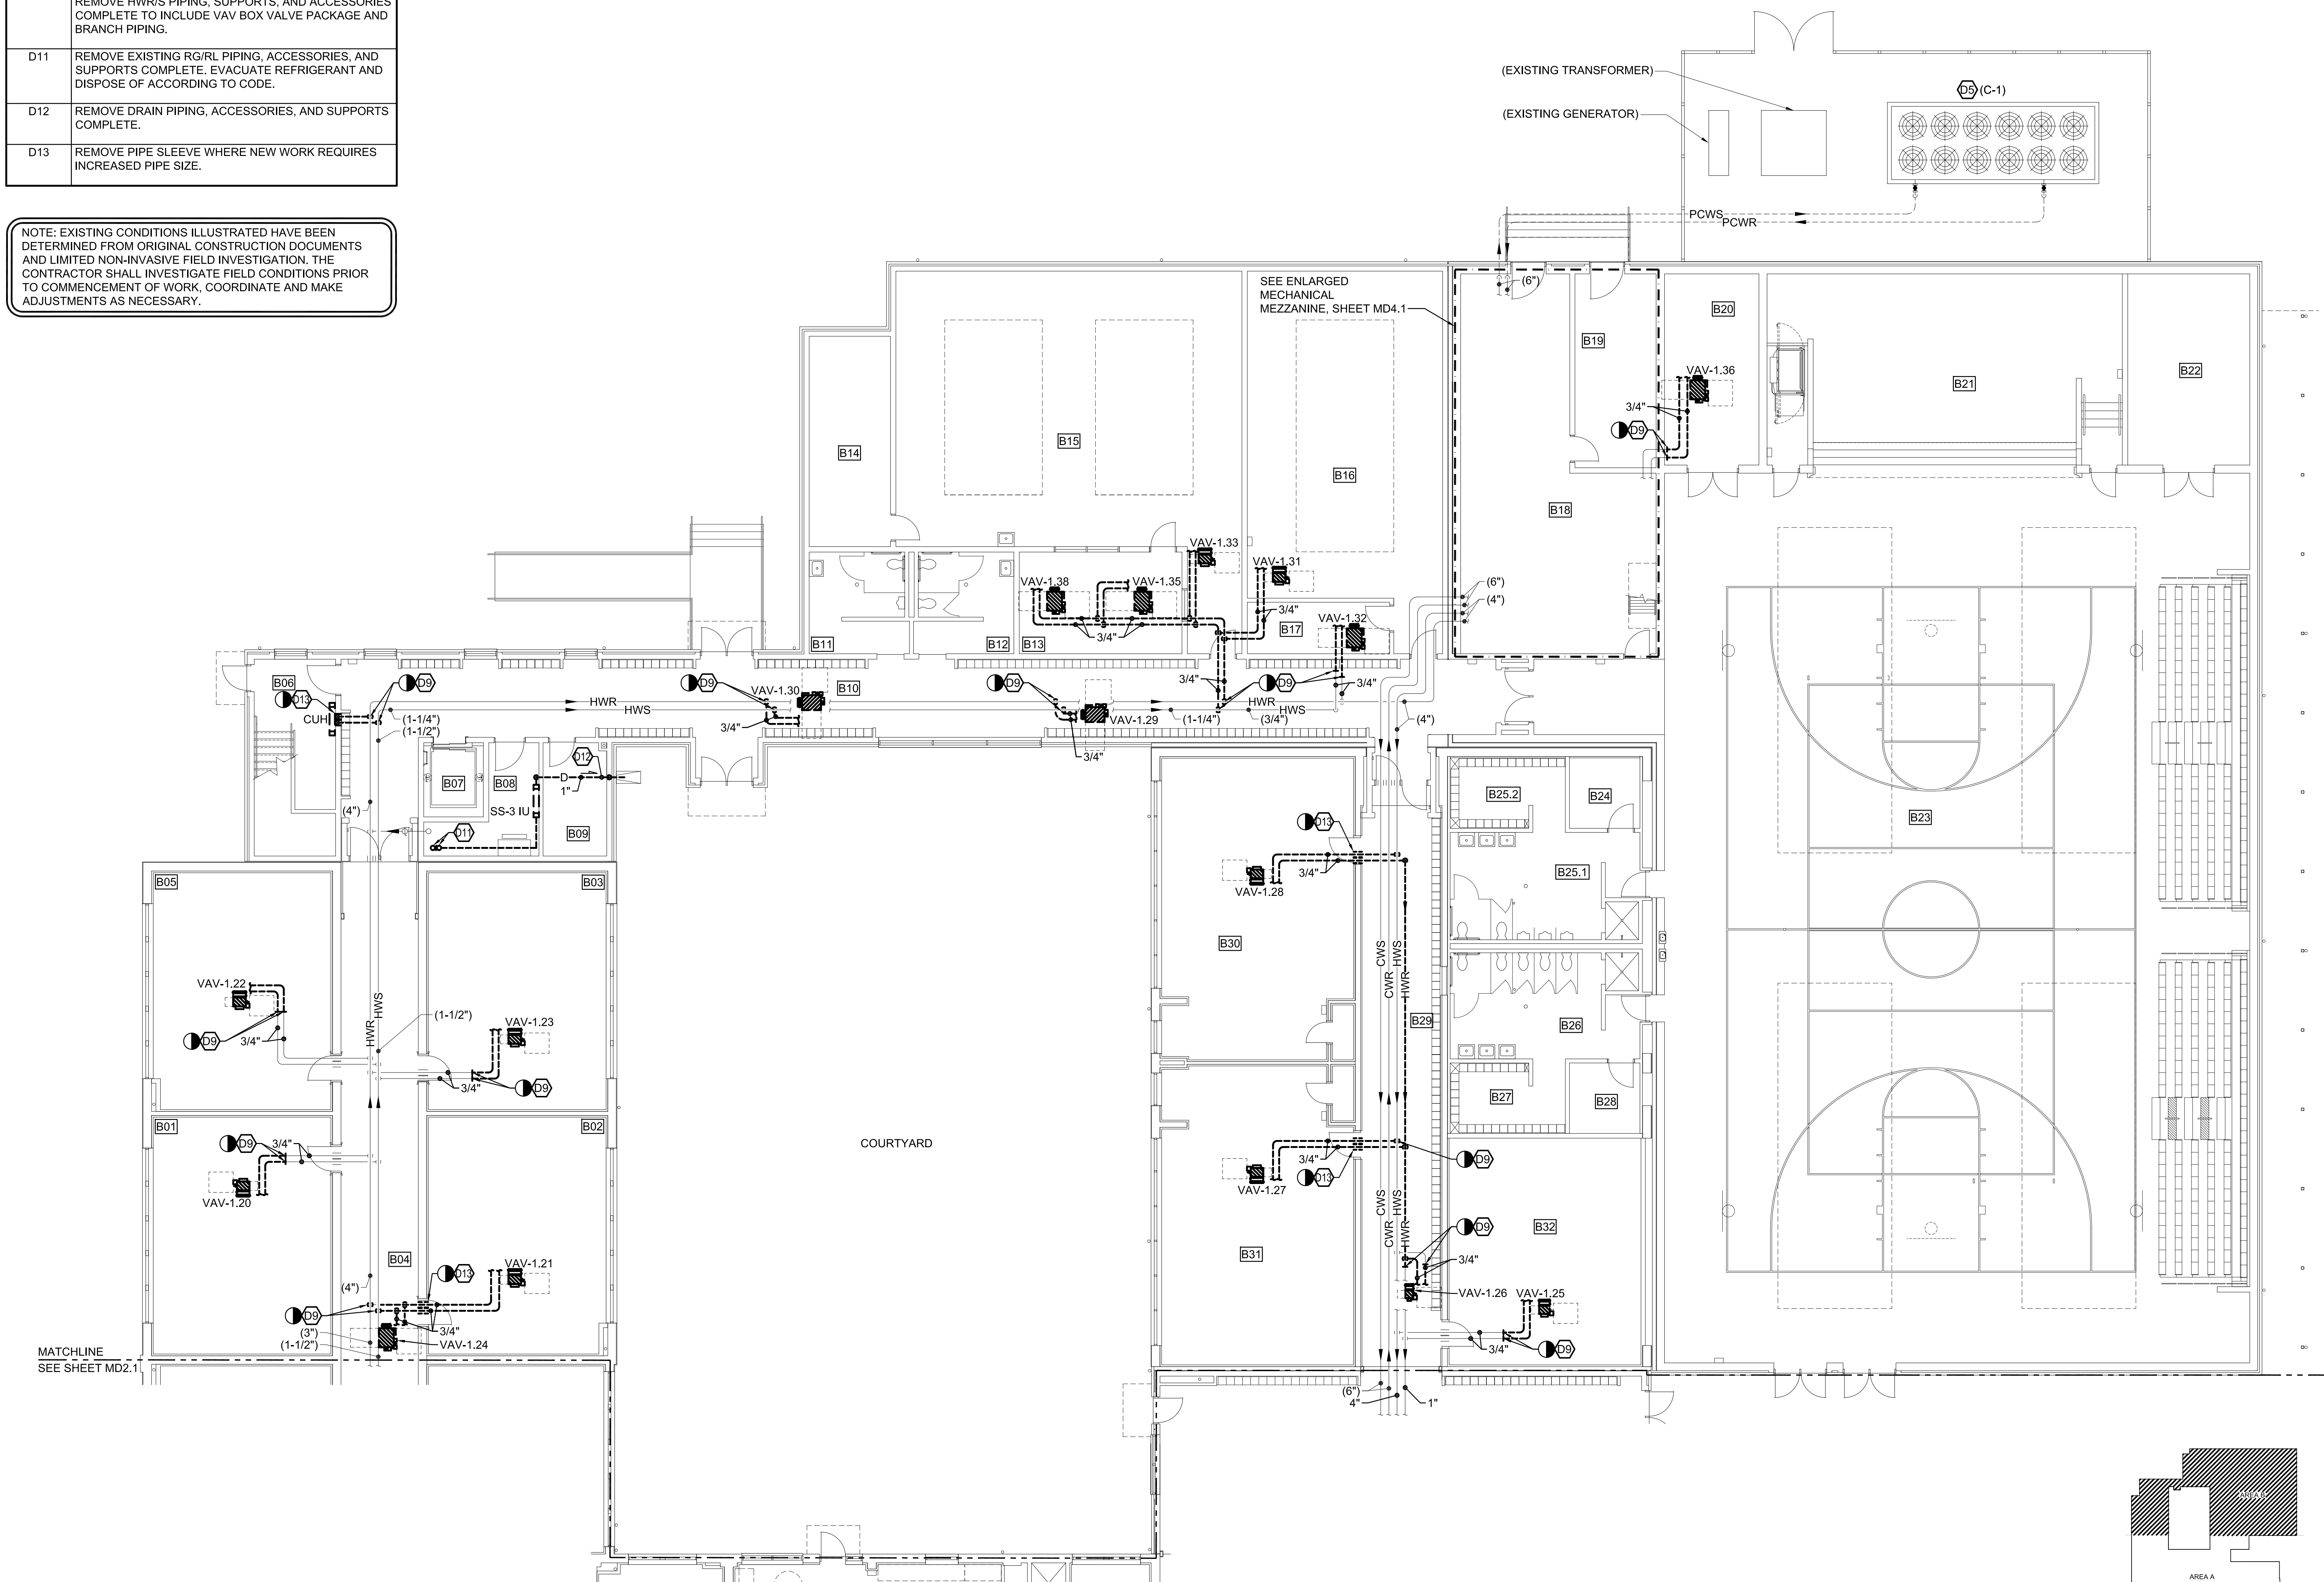 REMOVE HWR/S PIPING, SUPPORTS, AND ACCESSORIES
COMPLETE TO INCLUDE VAV BOX VALVE PACKAGE AND
BRANCH PIPING.
D11
REMOVE EXISTING RG/RL PIPING, ACCESSORIES, AND
SUPPORTS COMPLETE. EVACUATE REFRIGERANT AND
DISPOSE OF ACCORDING TO CODE.
D12
REMOVE DRAIN PIPING, ACCESSORIES, AND SUPPORTS
COMPLETE.
D13
REMOVE PIPE SLEEVE WHERE NEW WORK REQUIRES
INCREASED PIPE SIZE.
NOTE: EXISTING CONDITIONS ILLUSTRATED HAVE BEEN
DETERMINED FROM ORIGINAL CONSTRUCTION DOCUMENTS
AND LIMITED NON-INVASIVE FIELD INVESTIGATION. THE
CONTRACTOR SHALL INVESTIGATE FIELD CONDITIONS PRIOR
TO COMMENCEMENT OF WORK, COORDINATE AND MAKE
ADJUSTMENTS AS NECESSARY.
(EXISTING TRANSFORMER)
(EXISTING GENERATOR)
D5 (C-1)
PCWS
PCWR
(6")
SEE ENLARGED
MECHANICAL
MEZZANINE, SHEET MD4.1
B14
B15
B16
B18
B19
B20
VAV-1.36
3/4"
D9
B21
B22
VAV-1.33
VAV-1.31
VAV-1.38
VAV-1.35
3/4"
3/4"
VAV-1.32
B11
B12
B13
B17
(6")
(4")
B06
D13
CUH
D9
(1-1/4")
(1-1/2")
HWR
HWS
D9
VAV-1.30
3/4"
B10
D9
VAV-1.29
3/4"
3/4"
D9
3/4"
(1-1/4")
HWR
HWS
(3/4")
(4")
B07
B08
D12
D
1"
SS-3 IU
B09
D11
(4")
B05
B03
VAV-1.22
D9
3/4"
HWR
HWS
(1-1/2")
VAV-1.23
3/4"
D9
B01
B02
D9
3/4"
VAV-1.20
B04
D13
VAV-1.21
(4")
D9
(3")
(1-1/2")
3/4"
VAV-1.24
MATCHLINE
SEE SHEET MD2.1
COURTYARD
D13
3/4"
VAV-1.28
B30
CWS
CWR
HWS
HWR
B29
3/4"
D13
VAV-1.27
D9
B31
CWS
CWR
HWS
HWR
D9
3/4"
VAV-1.26
VAV-1.25
B32
3/4"
D9
(6")
4"
1"
B25.2
B24
B25.1
B26
B27
B28
B23
AREA B
AREA A